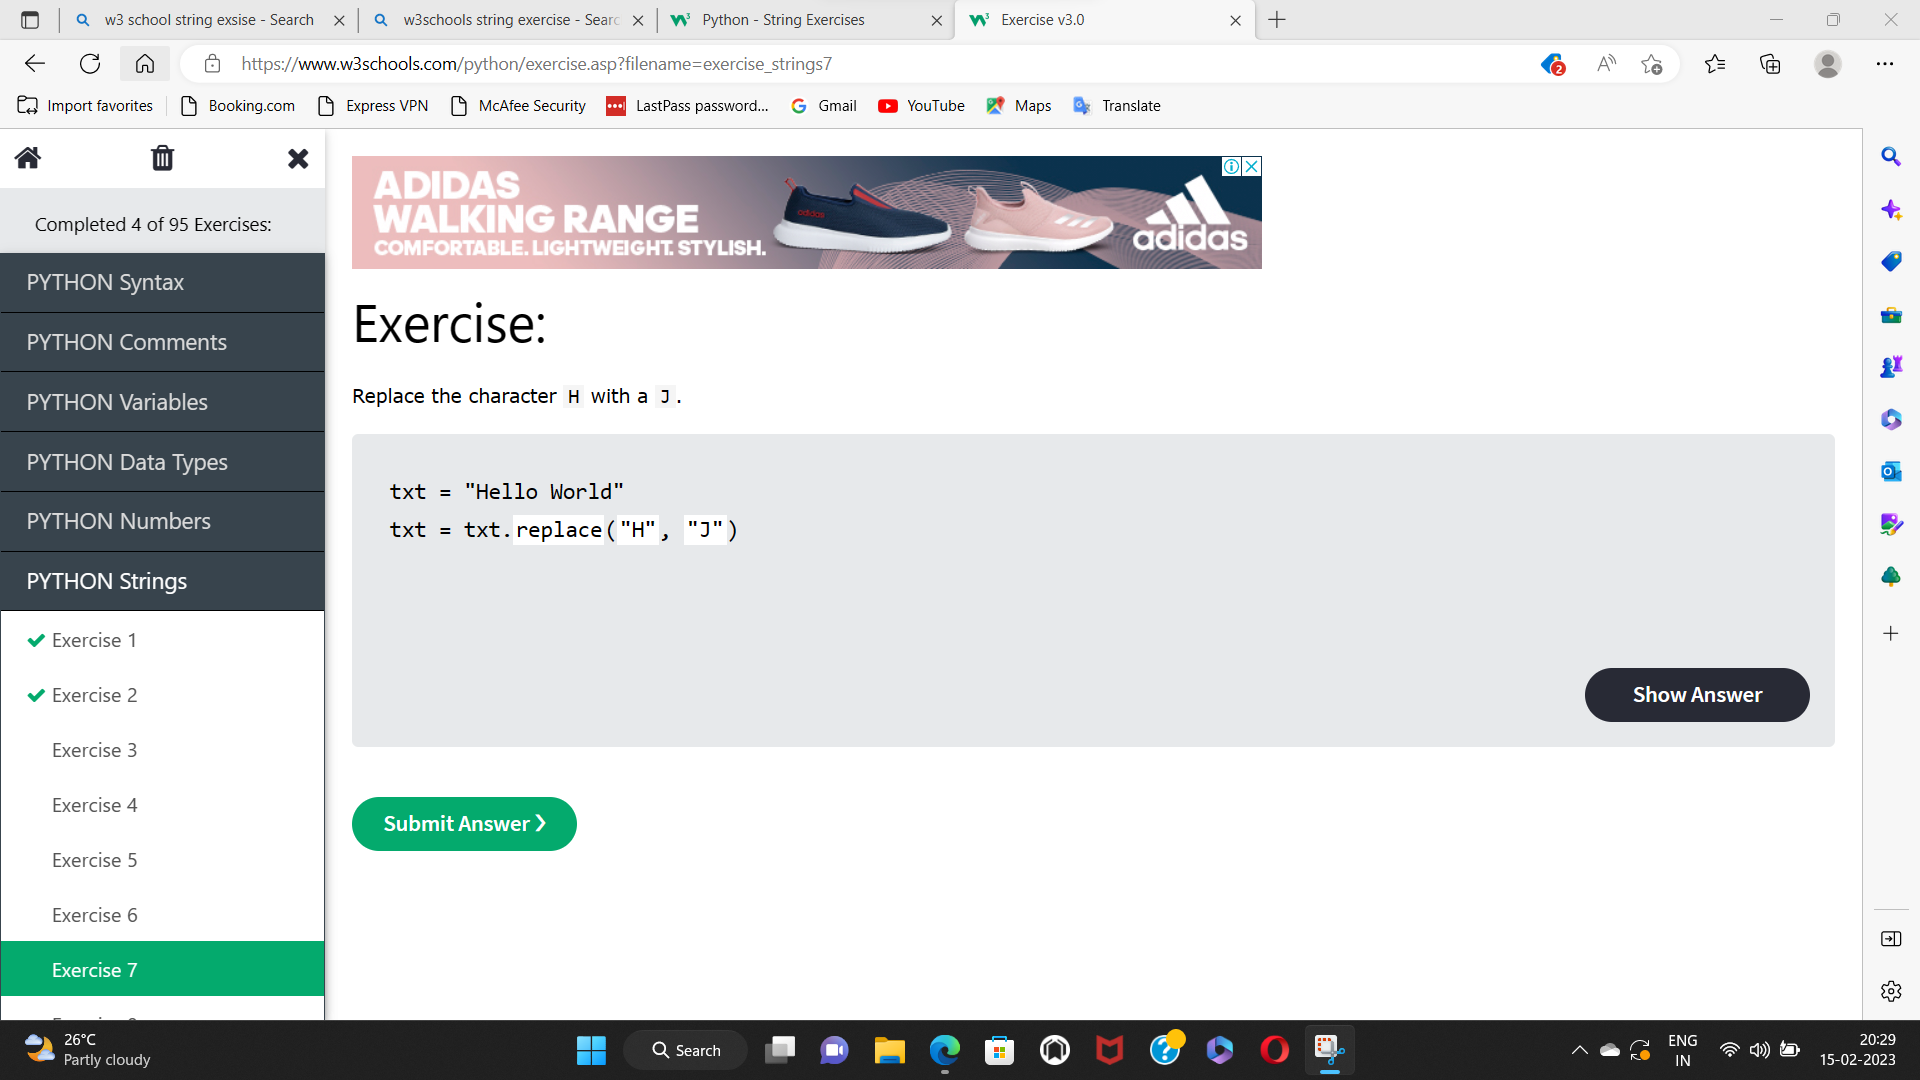 w3 school string exsise - Search
w3schools string exercise - Searc
Python - String Exercises
Exercise v3.0
https://www.w3schools.com/python/exercise.asp?filename=exercise_strings7
2
Import favorites
Booking.com
Express VPN
McAfee Security
LastPass password...
Gmail
YouTube
Maps
Translate
Completed 4 of 95 Exercises:
PYTHON Syntax
PYTHON Comments
PYTHON Variables
PYTHON Data Types
PYTHON Numbers
PYTHON Strings
Exercise 1
Exercise 2
Exercise 3
Exercise 4
Exercise 5
Exercise 6
Exercise 7
ADIDAS
WALKING RANGE
COMFORTABLE. LIGHTWEIGHT. STYLISH.
adidas
Exercise:
Replace the character H with a J.
txt = "Hello World"
txt = txt.replace("H", "J")
Show Answer
Submit Answer ❯
26°C
Partly cloudy
Search
ENG
IN
20:29
15-02-2023